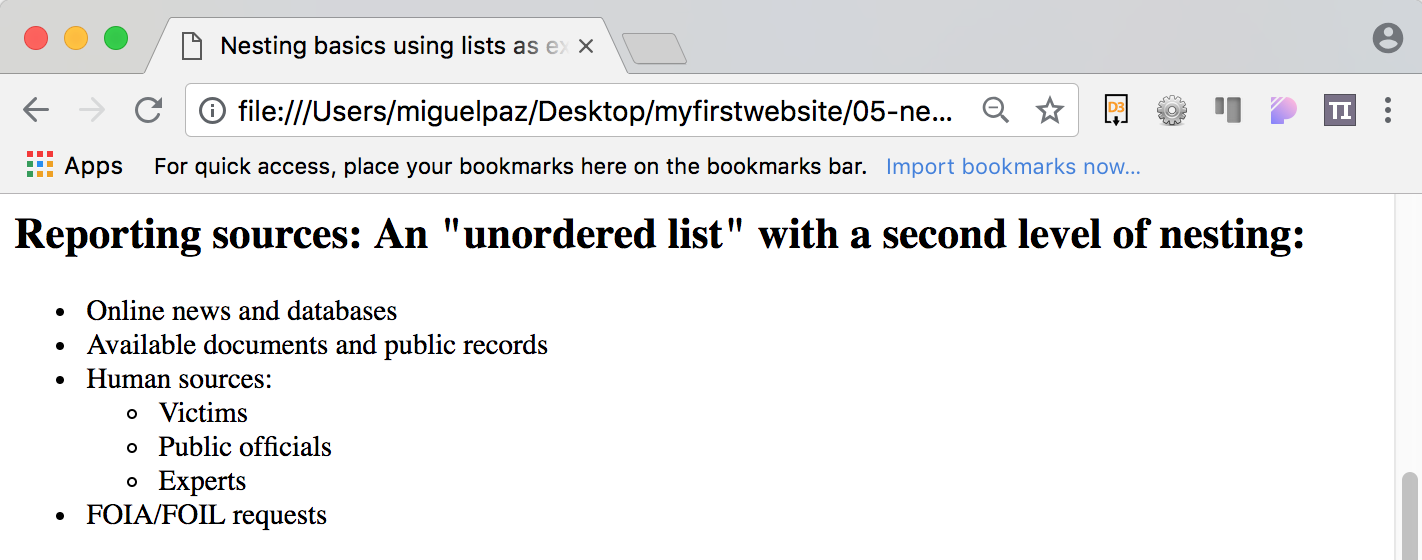 Nesting basics using lists as ex
file:///Users/miguelpaz/Desktop/myfirstwebsite/05-ne...
D3
Apps
For quick access, place your bookmarks here on the bookmarks bar. Import bookmarks now...
Reporting sources: An "unordered list" with a second level of nesting:
Online news and databases
Available documents and public records
Human sources:
Victims
Public officials
Experts
FOIA/FOIL requests